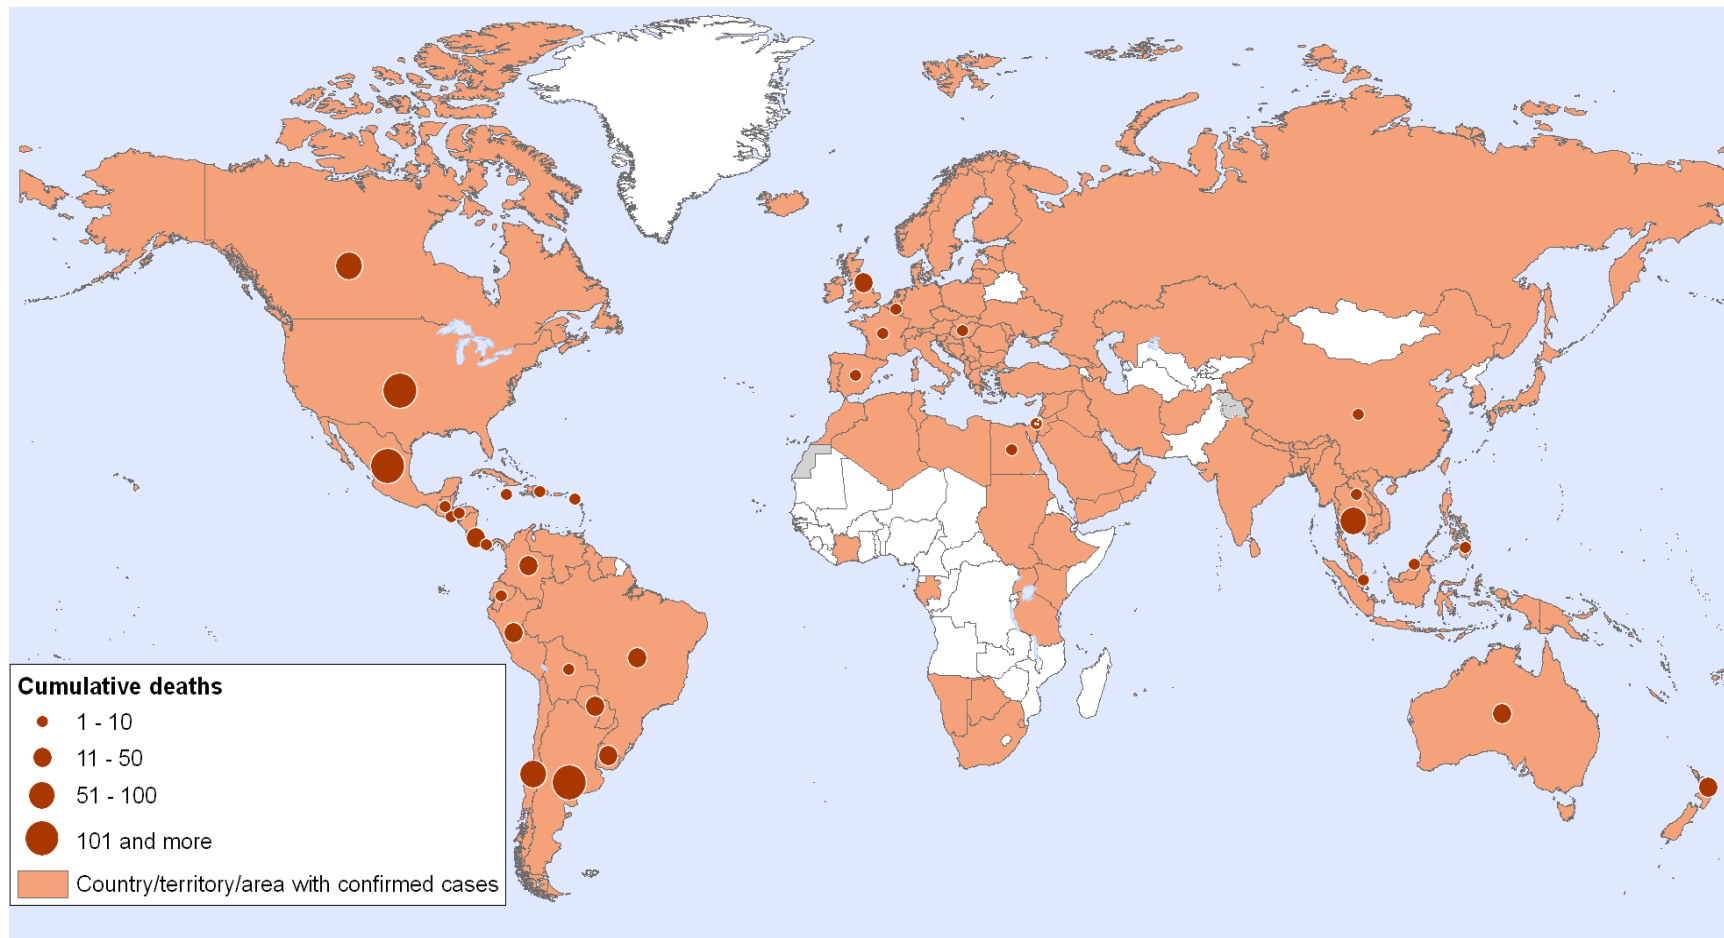 Cumulative deaths
1 - 10
11 - 50
51 - 100
101 and more
Country/territory/area with confirmed cases